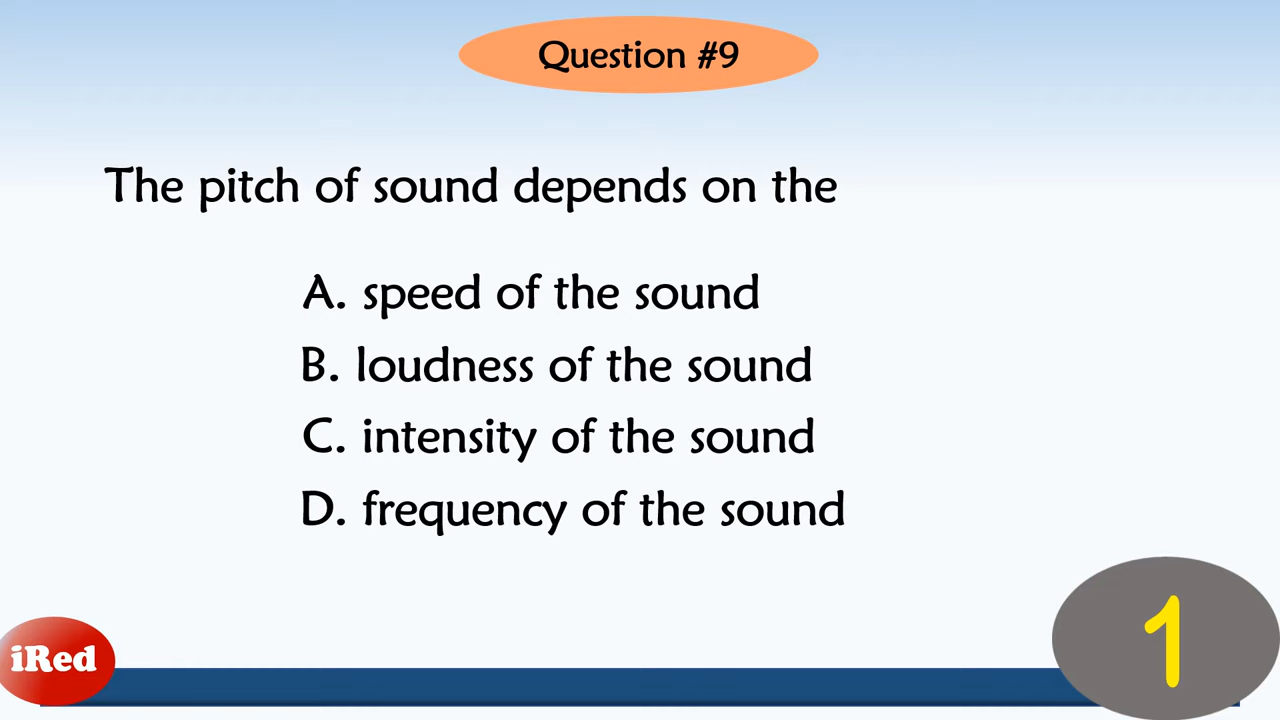 Question #9
The pitch of sound depends on the
A. speed of the sound
B. loudness of the sound
C. intensity of the sound
D. frequency of the sound
iRed
1